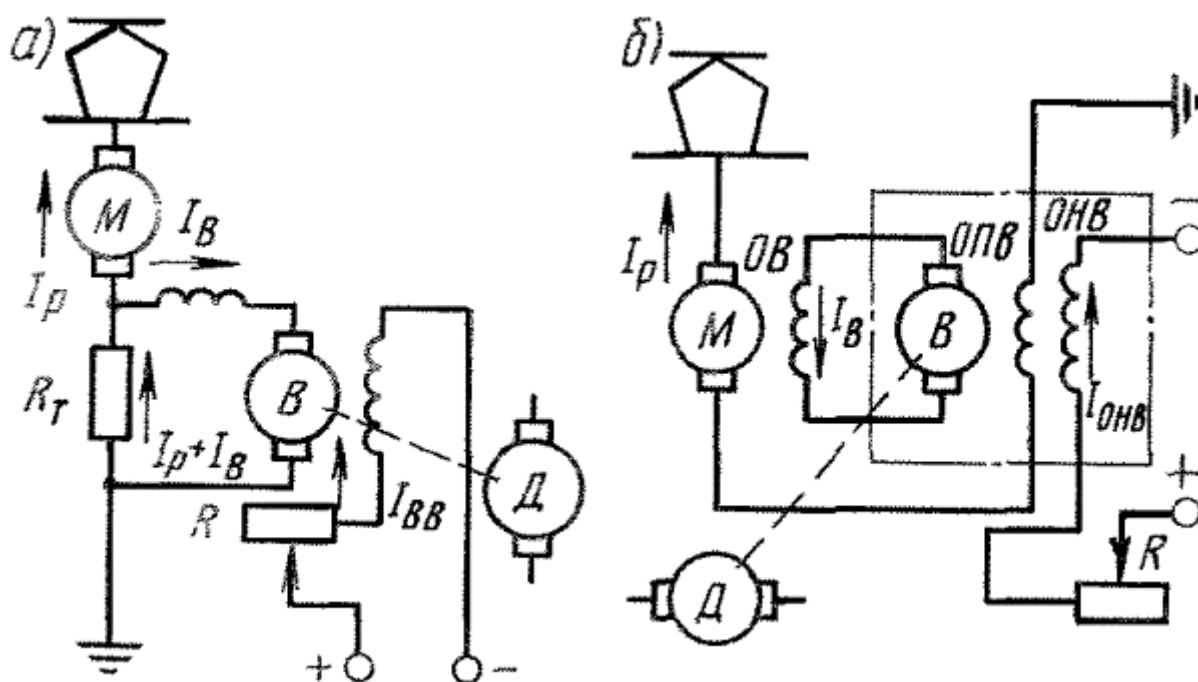 а)
М
I_В
I_р
R_Т
I_р+I_В
В
R
I_ВВ
Д
+
-
б)
I_р
М
ОВ
I_В
ОПВ
В
ОНВ
I_ОНВ
-
+
R
Д